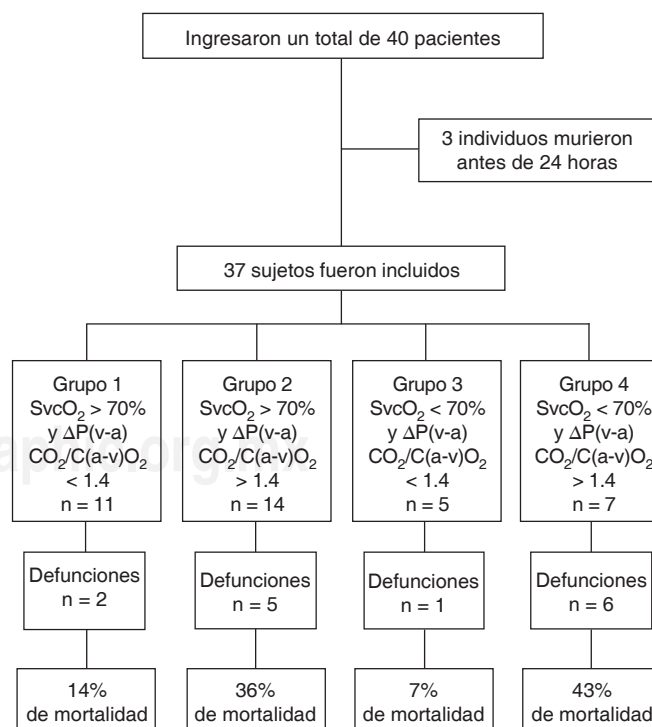 Ingresaron un total de 40 pacientes
3 individuos murieron
antes de 24 horas
37 sujetos fueron incluidos
Grupo 1
SvcO₂ > 70%
y ΔP(v-a)
CO₂/C(a-v)O₂
< 1.4
n = 11
Grupo 2
SvcO₂ > 70%
y ΔP(v-a)
CO₂/C(a-v)O₂
> 1.4
n = 14
Grupo 3
SvcO₂ < 70%
y ΔP(v-a)
CO₂/C(a-v)O₂
< 1.4
n = 5
Grupo 4
SvcO₂ < 70%
y ΔP(v-a)
CO₂/C(a-v)O₂
> 1.4
n = 7
Defunciones
n = 2
Defunciones
n = 5
Defunciones
n = 1
Defunciones
n = 6
14%
de mortalidad
36%
de mortalidad
7%
de mortalidad
43%
de mortalidad
aphic.org.mx